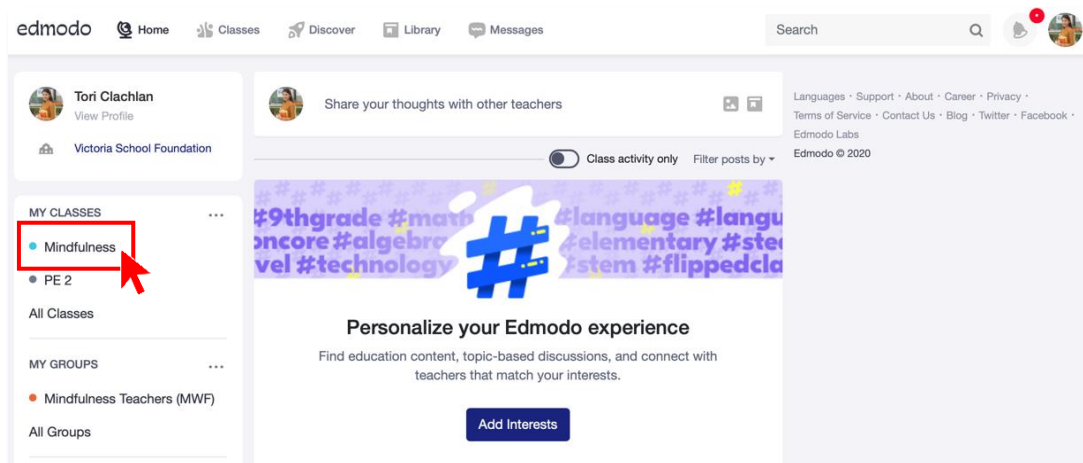 edmodo Home Classes Discover Library Messages Search
Tori Clachlan
View Profile
Victoria School Foundation
MY CLASSES
Mindfulness
PE 2
All Classes
MY GROUPS
Mindfulness Teachers (MWF)
All Groups
Share your thoughts with other teachers
Class activity only Filter posts by
#9thgrade #math #language #langu
oncore #algebra #elementary #stee
vel #technology #stem #flippedcla
Personalize your Edmodo experience
Find education content, topic-based discussions, and connect with
teachers that match your interests.
Add Interests
Languages · Support · About · Career · Privacy ·
Terms of Service · Contact Us · Blog · Twitter · Facebook ·
Edmodo Labs
Edmodo © 2020